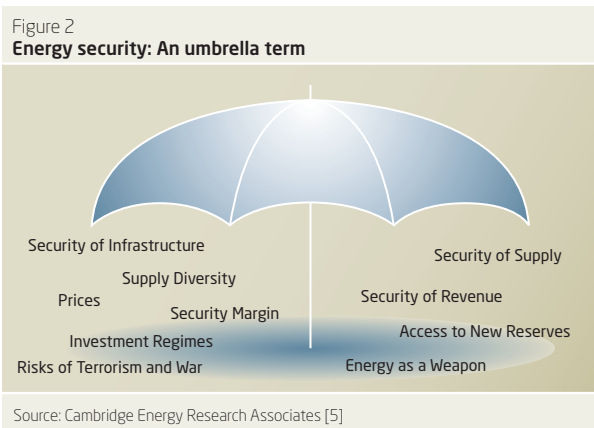 Figure 2
Energy security: An umbrella term
Security of Infrastructure
Security of Supply
Supply Diversity
Prices
Security of Revenue
Security Margin
Access to New Reserves
Investment Regimes
Risks of Terrorism and War
Energy as a Weapon
Source: Cambridge Energy Research Associates [5]